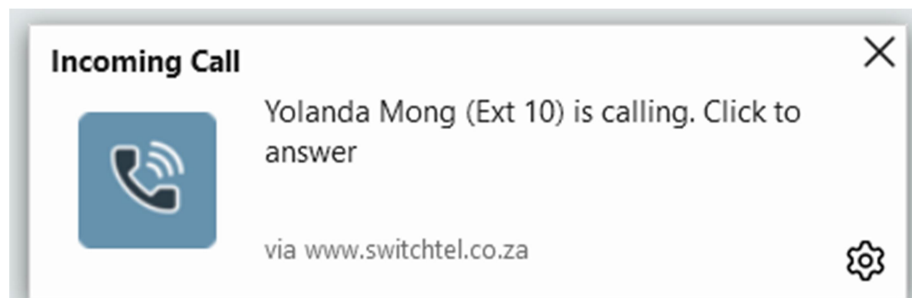 Incoming Call
Yolanda Mong (Ext 10) is calling. Click to
answer
via www.switchtel.co.za